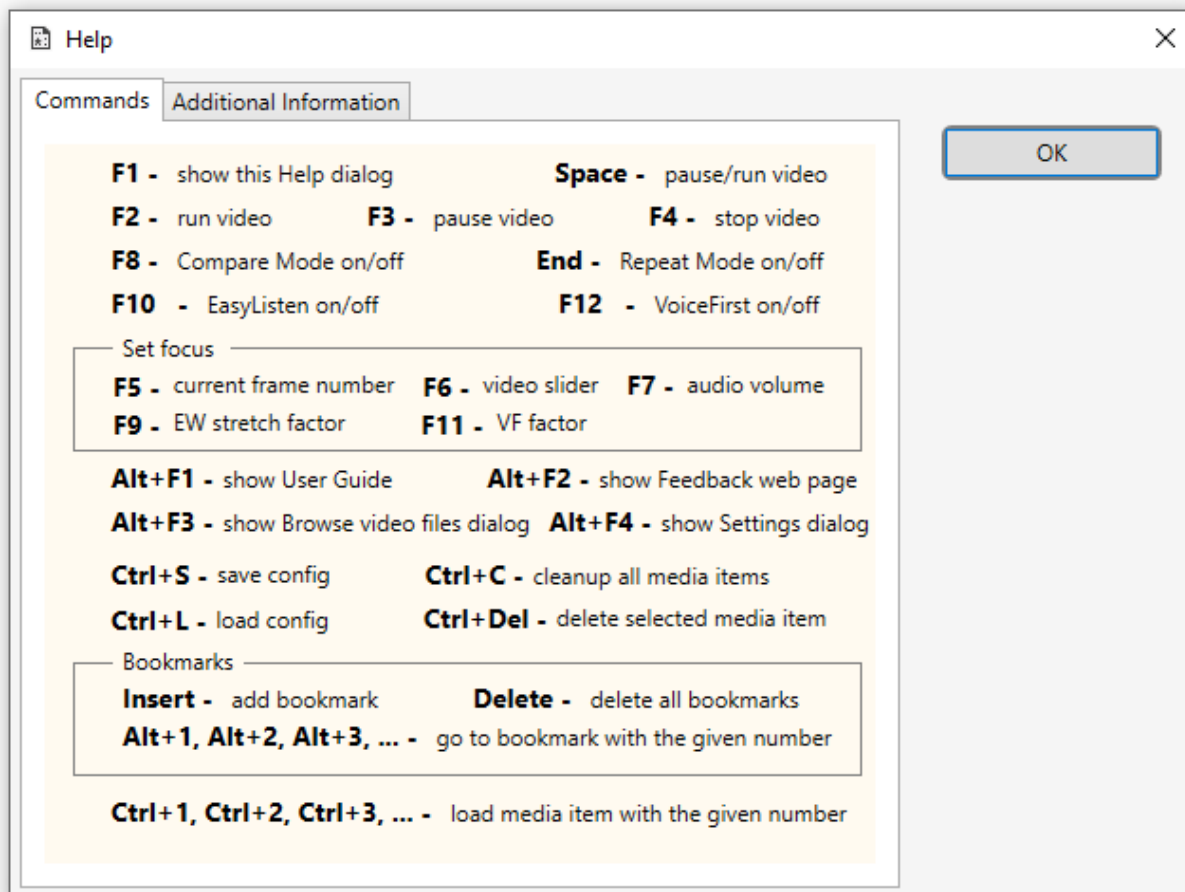 Help
Commands Additional Information
OK
F1 - show this Help dialog Space - pause/run video
F2 - run video F3 - pause video F4 - stop video
F8 - Compare Mode on/off End - Repeat Mode on/off
F10 - EasyListen on/off F12 - VoiceFirst on/off
Set focus
F5 - current frame number F6 - video slider F7 - audio volume
F9 - EW stretch factor F11 - VF factor
Alt+F1 - show User Guide Alt+F2 - show Feedback web page
Alt+F3 - show Browse video files dialog Alt+F4 - show Settings dialog
Ctrl+S - save config Ctrl+C - cleanup all media items
Ctrl+L - load config Ctrl+Del - delete selected media item
Bookmarks
Insert - add bookmark Delete - delete all bookmarks
Alt+1, Alt+2, Alt+3, ... - go to bookmark with the given number
Ctrl+1, Ctrl+2, Ctrl+3, ... - load media item with the given number